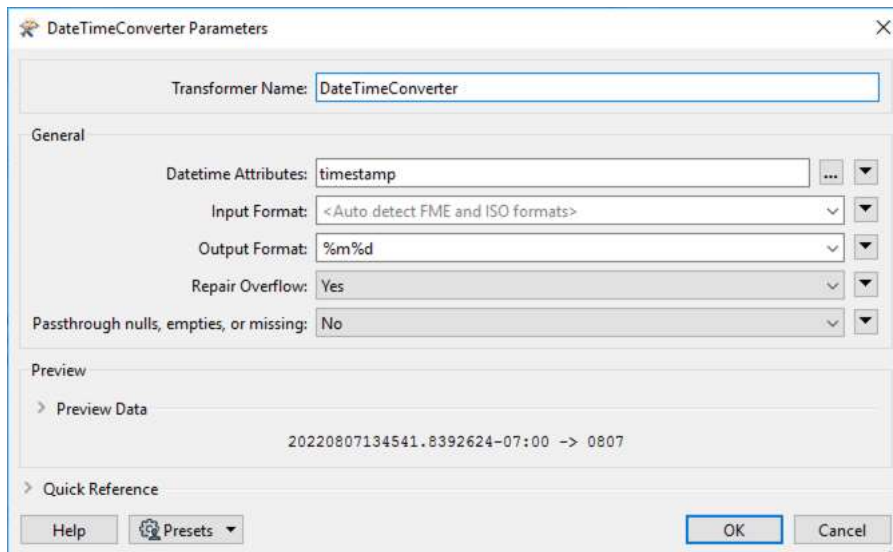 DateTimeConverter Parameters
Transformer Name: DateTimeConverter
General
Datetime Attributes: timestamp ...
Input Format: <Auto detect FME and ISO formats>
Output Format: %m%d
Repair Overflow: Yes
Passthrough nulls, empties, or missing: No
Preview
Preview Data
20220807134541.8392624-07:00 -> 0807
Quick Reference
Help Presets OK Cancel